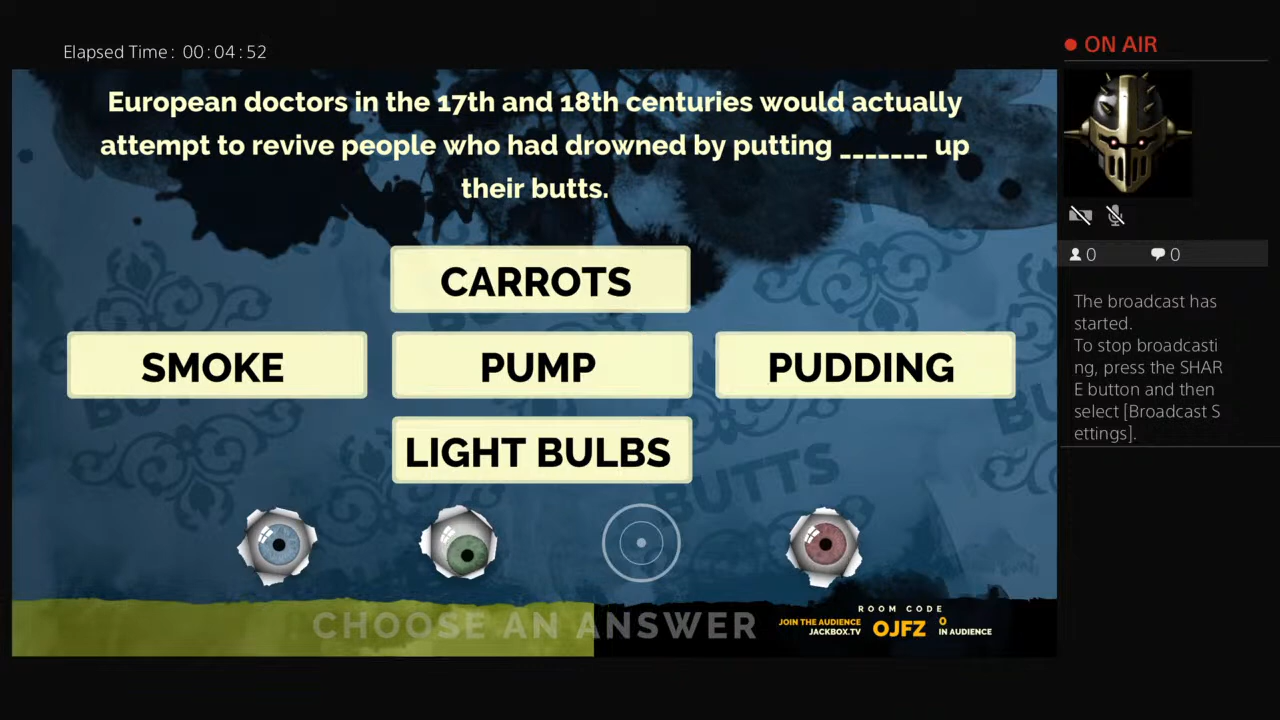 Elapsed Time: 00:04:52
ON AIR
European doctors in the 17th and 18th centuries would actually
attempt to revive people who had drowned by putting _______ up
their butts.
CARROTS
SMOKE
PUMP
PUDDING
LIGHT BULBS
BUTTS
CHOOSE AN ANSWER
ROOM CODE
JOIN THE AUDIENCE
JACKBOX.TV
OJFZ
0
IN AUDIENCE
0
0
The broadcast has
started.
To stop broadcasti
ng, press the SHAR
E button and then
select [Broadcast S
ettings].